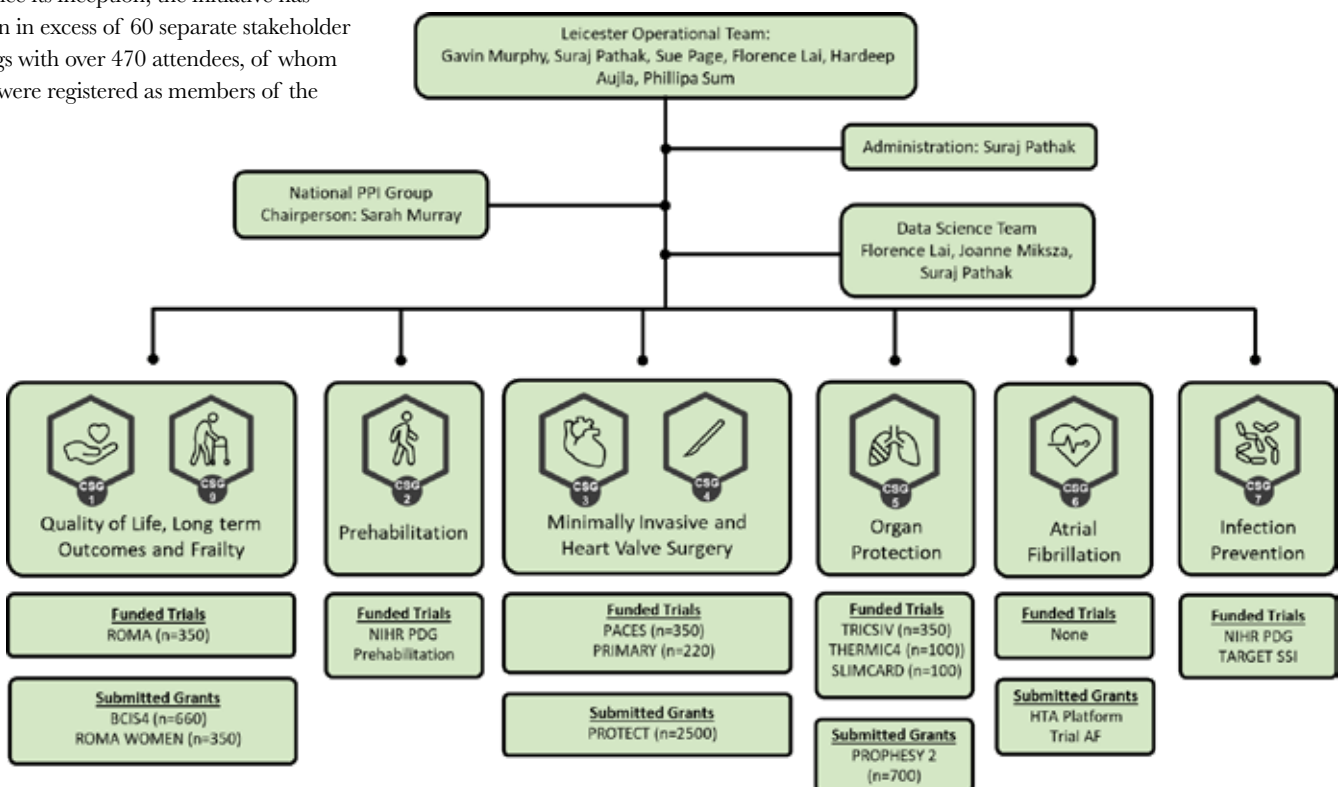 ce its inception, the initiative has
n in excess of 60 separate stakeholder
gs with over 470 attendees, of whom
were registered as members of the
Leicester Operational Team:
Gavin Murphy, Suraj Pathak, Sue Page, Florence Lai, Hardeep
Aujla, Phillipa Sum
Administration: Suraj Pathak
National PPI Group
Chairperson: Sarah Murray
Data Science Team
Florence Lai, Joanne Miksza,
Suraj Pathak
CSG
1
CSG
9
Quality of Life, Long term
Outcomes and Frailty
Funded Trials
ROMA (n=350)
Submitted Grants
BCIS4 (n=660)
ROMA WOMEN (n=350)
CSG
2
Prehabilitation
Funded Trials
NIHR PDG
Prehabilitation
CSG
3
CSG
4
Minimally Invasive and
Heart Valve Surgery
Funded Trials
PACES (n=350)
PRIMARY (n=220)
Submitted Grants
PROTECT (n=2500)
CSG
5
Organ
Protection
Funded Trials
TRICSIV (n=350)
THERMIC4 (n=100))
SLIMCARD (n=100)
Submitted Grants
PROPHESY 2
(n=700)
CSG
6
Atrial
Fibrillation
Funded Trials
None
Submitted Grants
HTA Platform
Trial AF
CSG
7
Infection
Prevention
Funded Trials
NIHR PDG
TARGET SSI